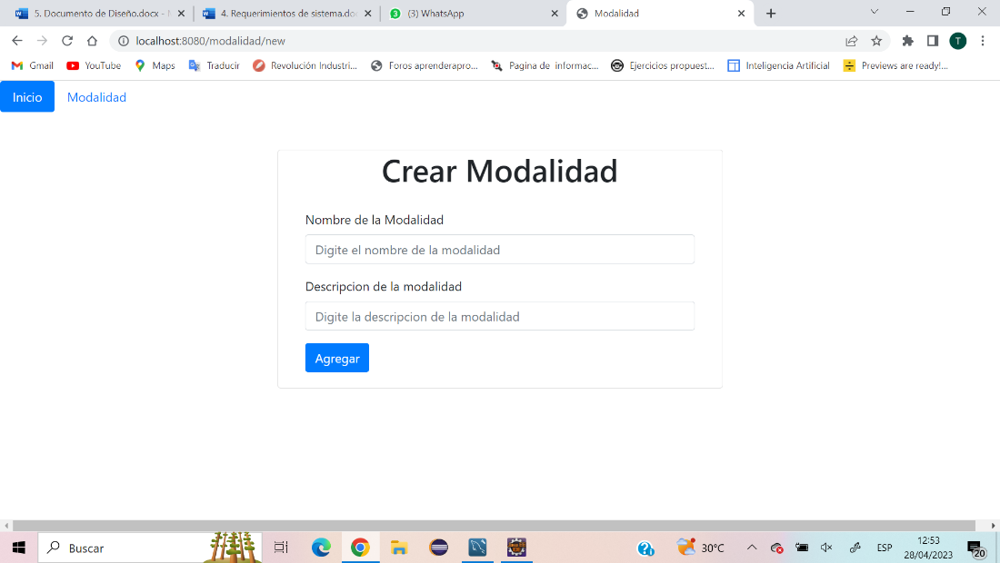 5. Documento de Diseño.docx -
4. Requerimientos de sistema.do
(3) WhatsApp
Modalidad
localhost:8080/modalidad/new
T
Gmail
YouTube
Maps
Traducir
Revolución Industri...
Foros aprenderapro...
Pagina de informac...
Ejercicios propuest...
Inteligencia Artificial
Previews are ready!...
Inicio
Modalidad
Crear Modalidad
Nombre de la Modalidad
Digite el nombre de la modalidad
Descripcion de la modalidad
Digite la descripcion de la modalidad
Agregar
Buscar
30°C
ESP
12:53
28/04/2023
20